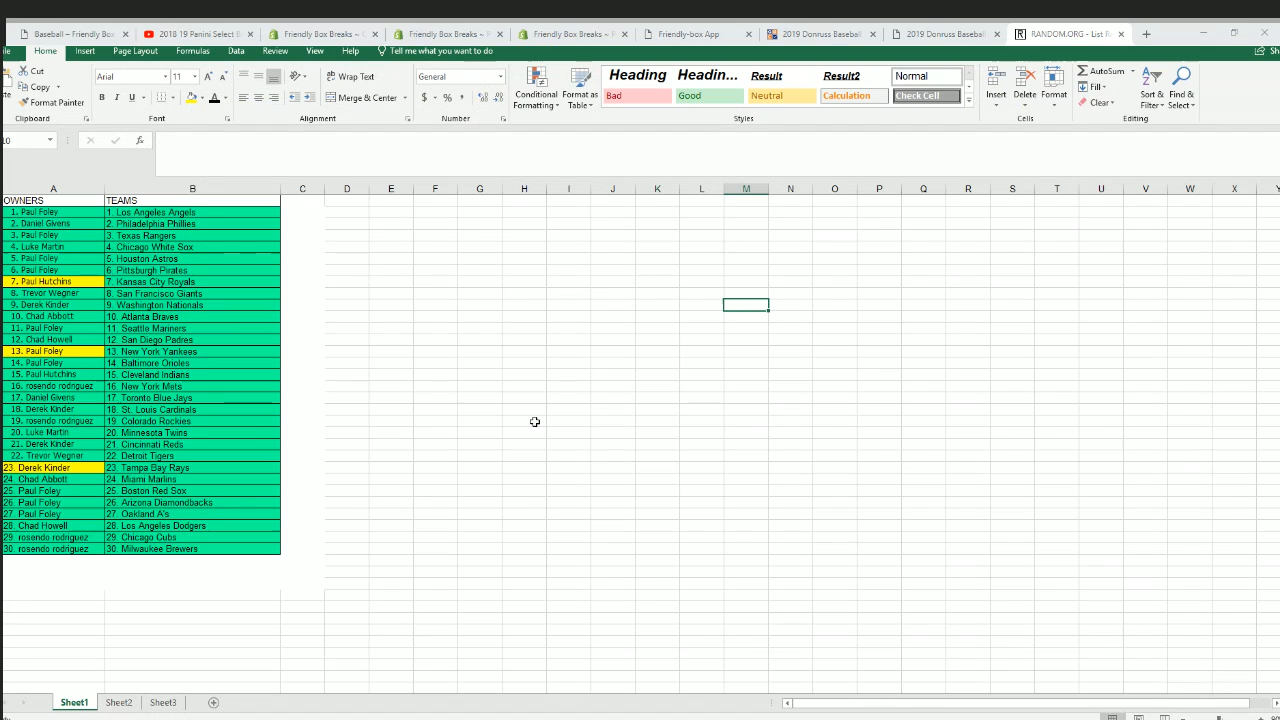 Baseball – Friendly Box × 2018 19 Panini Select B × Friendly Box Breaks ~ C × Friendly Box Breaks ~ P × Friendly Box Breaks ~ P × Friendly-box App × 2019 Donruss Baseball × 2019 Donruss Baseball × RANDOM.ORG - List R × +
Home Insert Page Layout Formulas Data Review View Help Tell me what you want to do
Cut Arial 11 Wrap Text General Heading Headin... Result Result2 Normal AutoSum
Copy Fill
Format Painter B I U Merge & Center $ % , Conditional Formatting Format as Table Bad Good Neutral Calculation Check Cell Insert Delete Format Clear Sort & Filter Find & Select
Clipboard Font Alignment Number Styles Cells Editing
10 fx
A B C D E F G H I J K L M N O P Q R S T U V W X
OWNERS TEAMS
1. Paul Foley 1. Los Angeles Angels
2. Daniel Givens 2. Philadelphia Phillies
3. Paul Foley 3. Texas Rangers
4. Luke Martin 4. Chicago White Sox
5. Paul Foley 5. Houston Astros
6. Paul Foley 6. Pittsburgh Pirates
7. Paul Hutchins 7. Kansas City Royals
8. Trevor Wegner 8. San Francisco Giants
9. Derek Kinder 9. Washington Nationals
10. Chad Abbott 10. Atlanta Braves
11. Paul Foley 11. Seattle Mariners
12. Chad Howell 12. San Diego Padres
13. Paul Foley 13. New York Yankees
14. Paul Foley 14. Baltimore Orioles
15. Paul Hutchins 15. Cleveland Indians
16. rosendo rodriguez 16. New York Mets
17. Daniel Givens 17. Toronto Blue Jays
18. Derek Kinder 18. St. Louis Cardinals
19. rosendo rodriguez 19. Colorado Rockies
20. Luke Martin 20. Minnesota Twins
21. Derek Kinder 21. Cincinnati Reds
22. Trevor Wegner 22. Detroit Tigers
23. Derek Kinder 23. Tampa Bay Rays
24. Chad Abbott 24. Miami Marlins
25. Paul Foley 25. Boston Red Sox
26. Paul Foley 26. Arizona Diamondbacks
27. Paul Foley 27. Oakland A's
28. Chad Howell 28. Los Angeles Dodgers
29. rosendo rodriguez 29. Chicago Cubs
30. rosendo rodriguez 30. Milwaukee Brewers
Sheet1 Sheet2 Sheet3